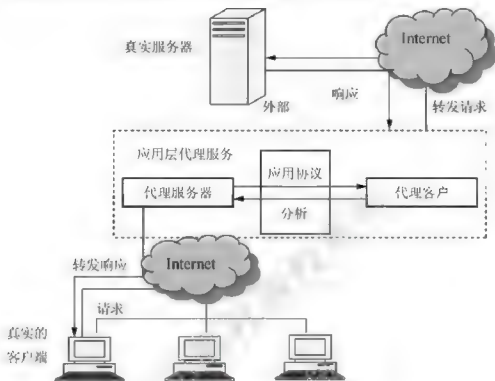 真实服务器
Internet
外部
响应
转发请求
应用层代理服务
应用协议
代理服务器
代理客户
分析
转发响应
Internet
请求
真实的
客户端